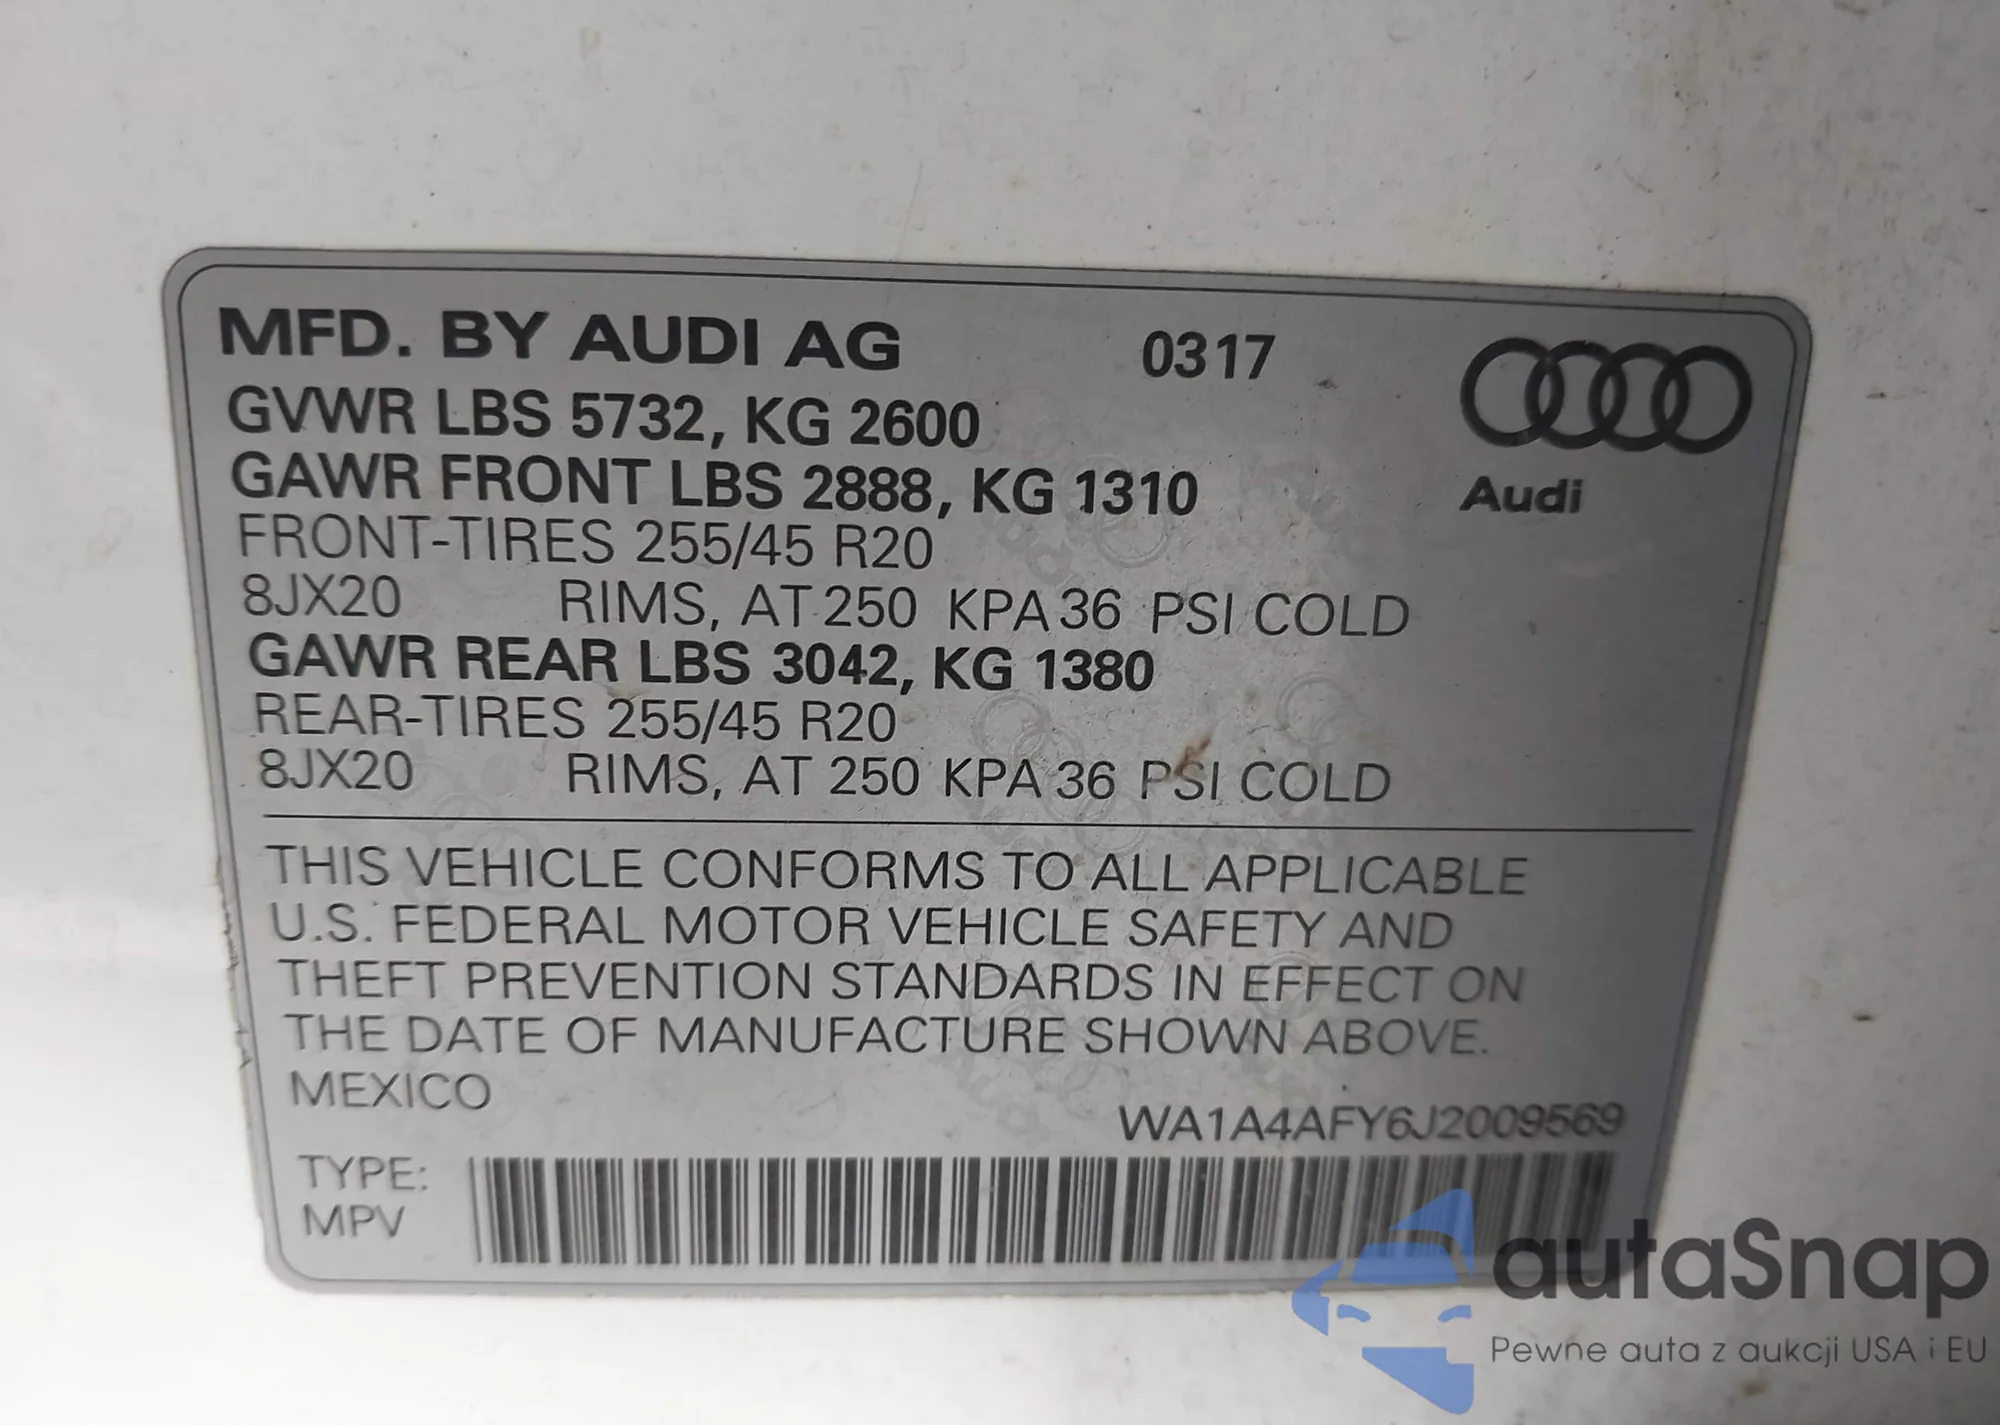 MFD. BY AUDI AG 0317
GVWR LBS 5732, KG 2600
GAWR FRONT LBS 2888, KG 1310
Audi
FRONT-TIRES 255/45 R20
8JX20 RIMS, AT 250 KPA 36 PSI COLD
GAWR REAR LBS 3042, KG 1380
REAR-TIRES 255/45 R20
8JX20 RIMS, AT 250 KPA 36 PSI COLD
THIS VEHICLE CONFORMS TO ALL APPLICABLE
U.S. FEDERAL MOTOR VEHICLE SAFETY AND
THEFT PREVENTION STANDARDS IN EFFECT ON
THE DATE OF MANUFACTURE SHOWN ABOVE.
MEXICO
WA1A4AFY6J2009569
TYPE:
MPV
autaSnap
Pewne auta z aukcji USA i EU